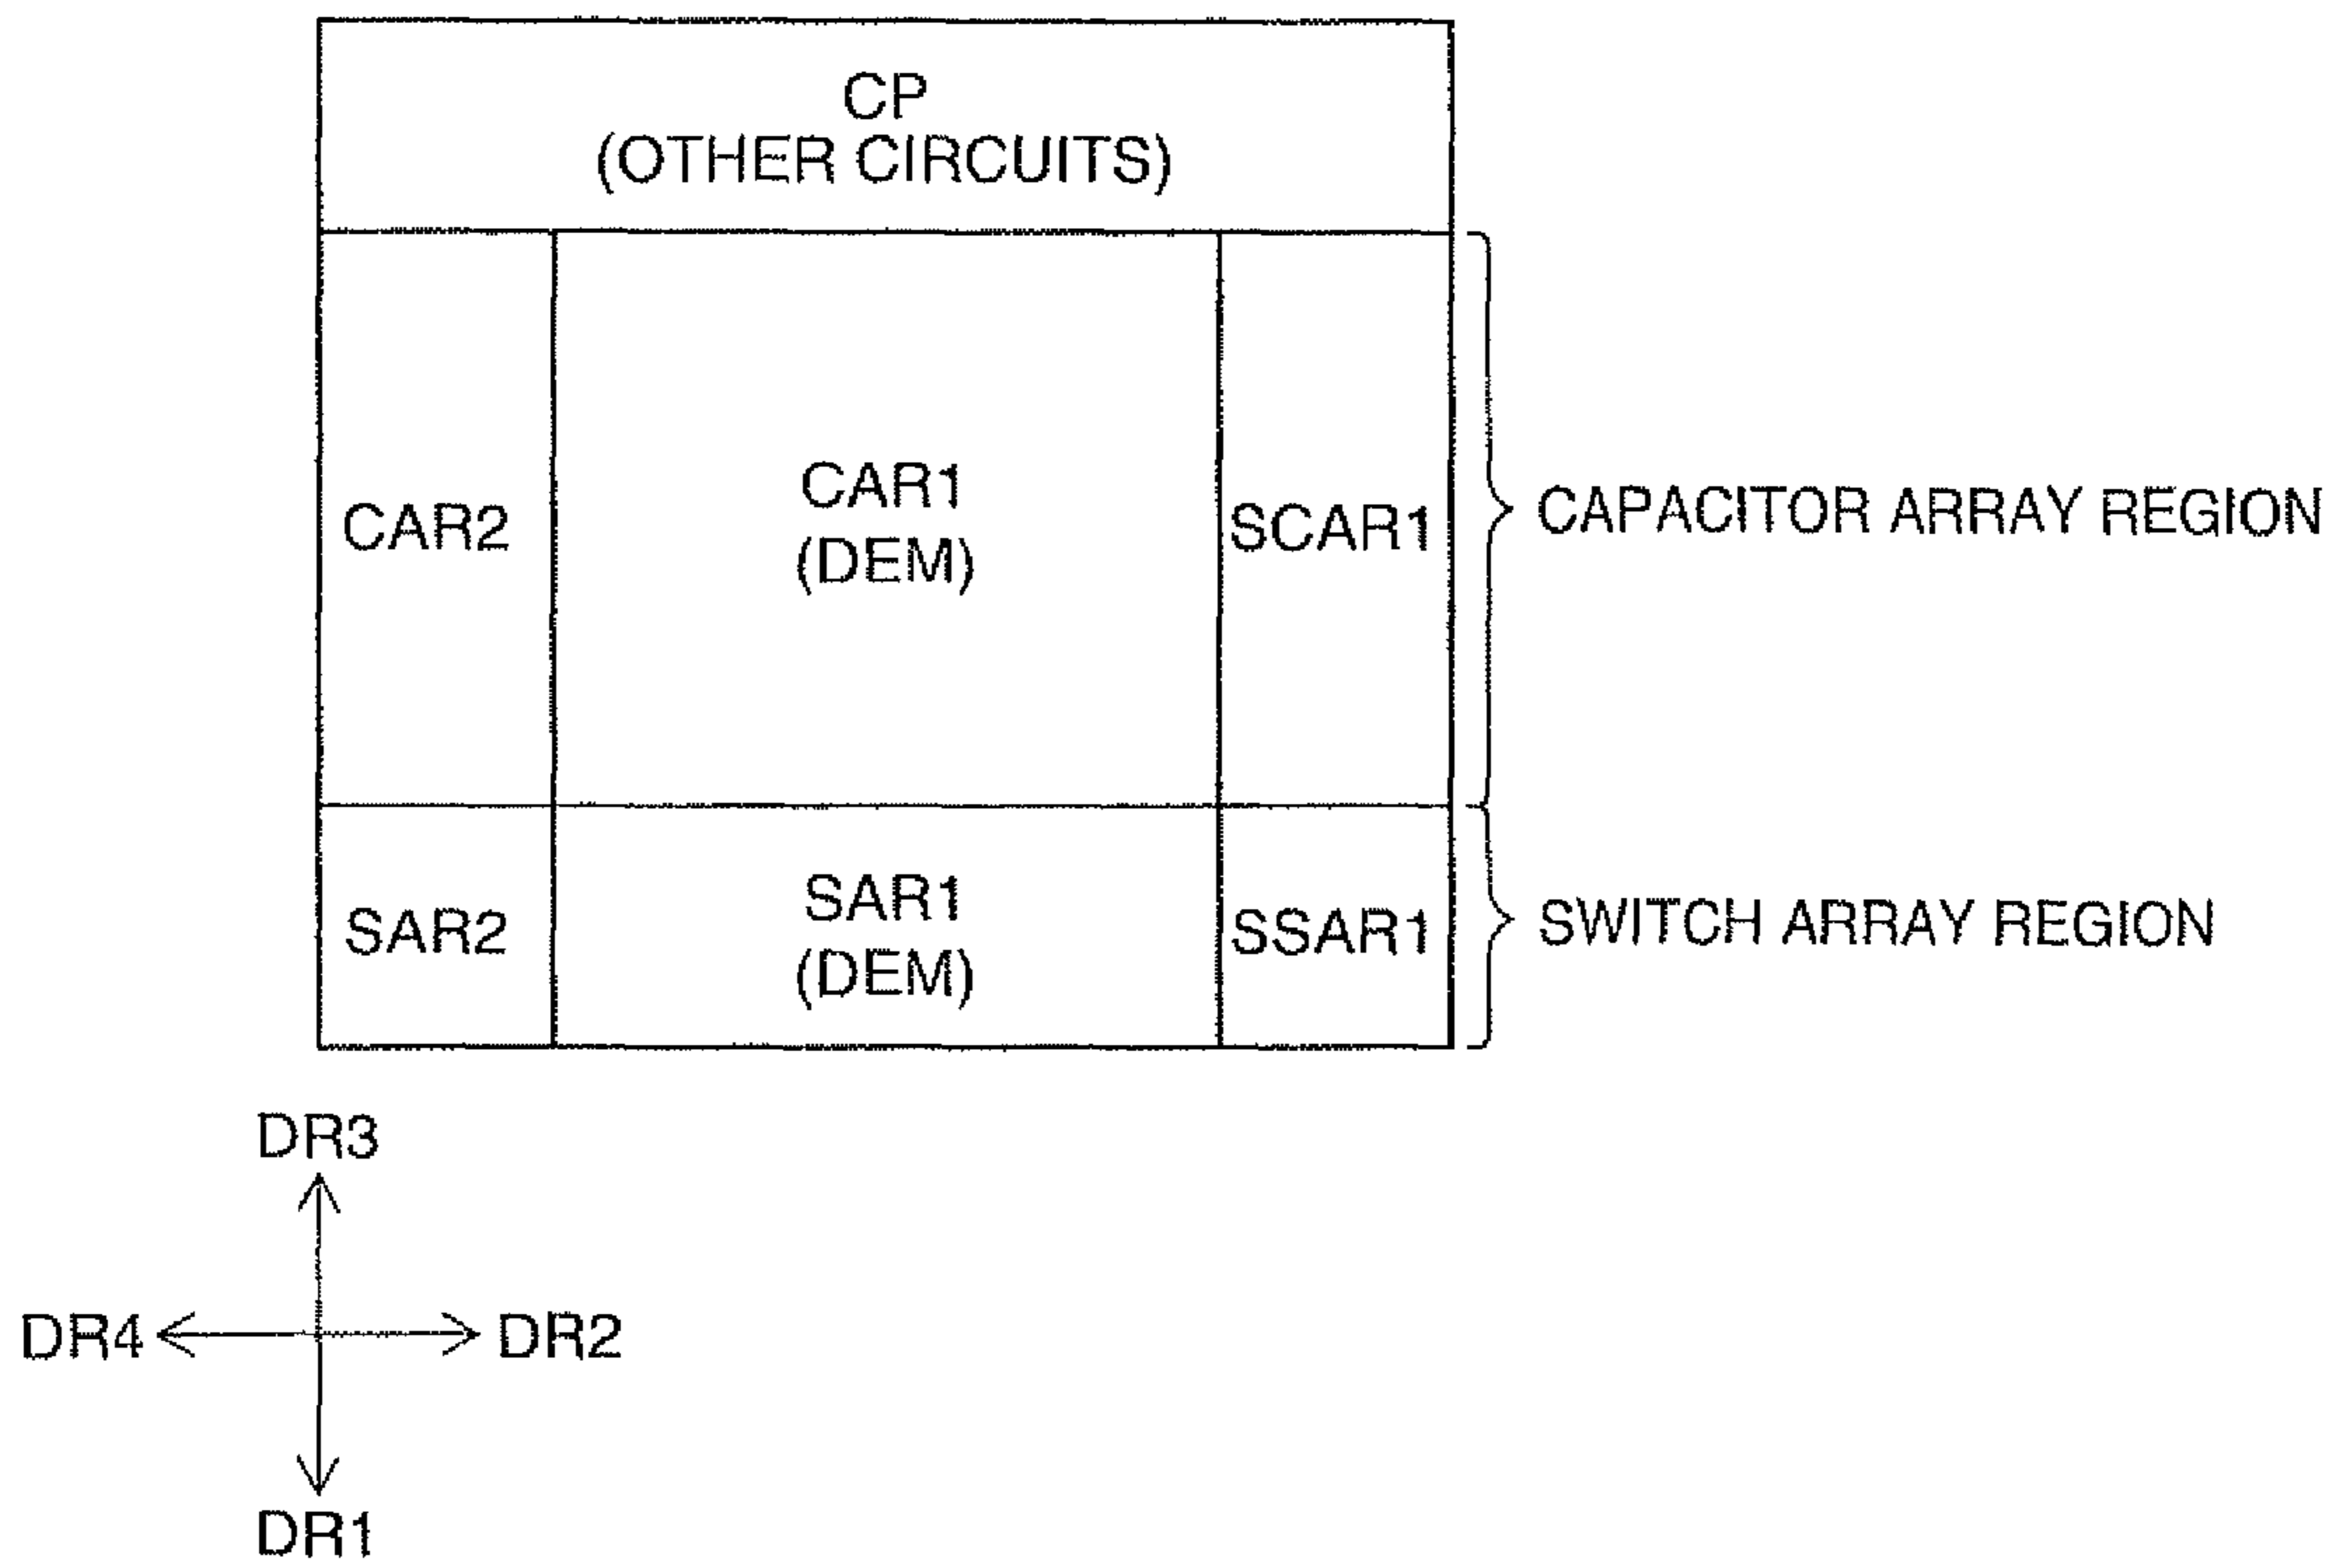 CP
(OTHER CIRCUITS)
CAR2
CAR1
(DEM)
SCAR1
CAPACITOR ARRAY REGION
SAR2
SAR1
(DEM)
SSAR1
SWITCH ARRAY REGION
DR3
DR4
DR2
DR1